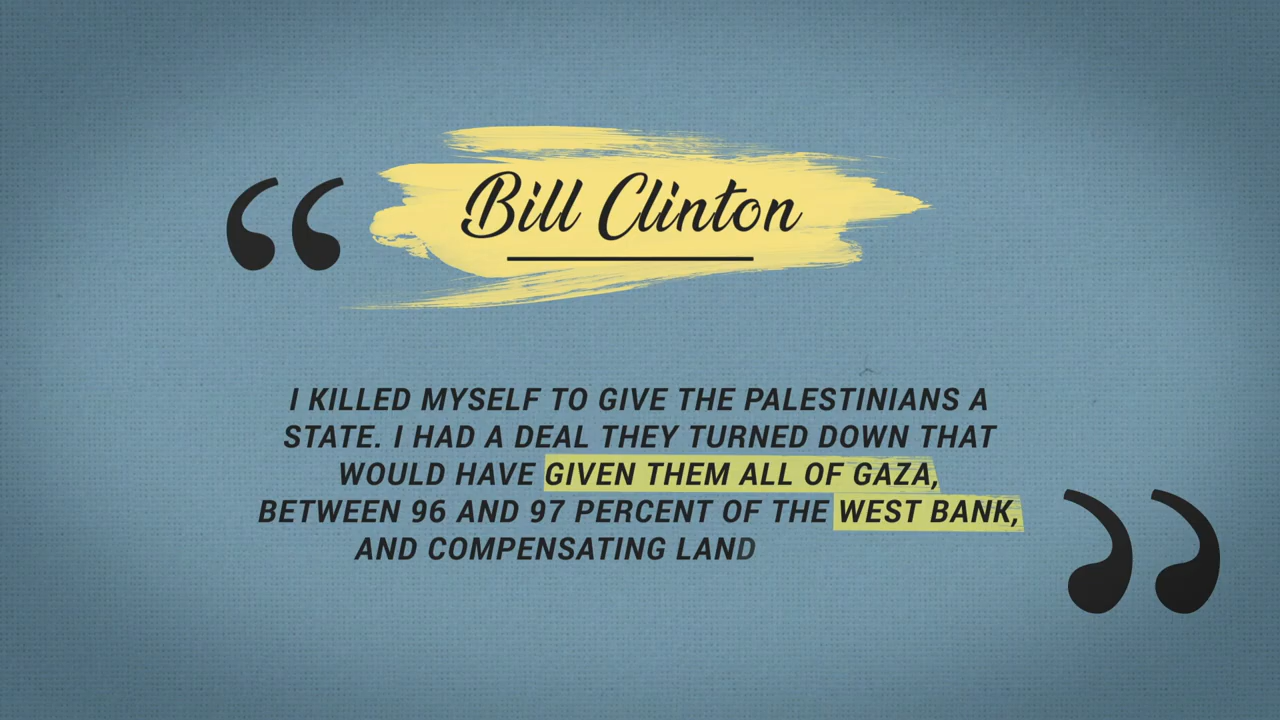 “
Bill Clinton
I KILLED MYSELF TO GIVE THE PALESTINIANS A
STATE. I HAD A DEAL THEY TURNED DOWN THAT
WOULD HAVE GIVEN THEM ALL OF GAZA,
BETWEEN 96 AND 97 PERCENT OF THE WEST BANK,
AND COMPENSATING LAND
”